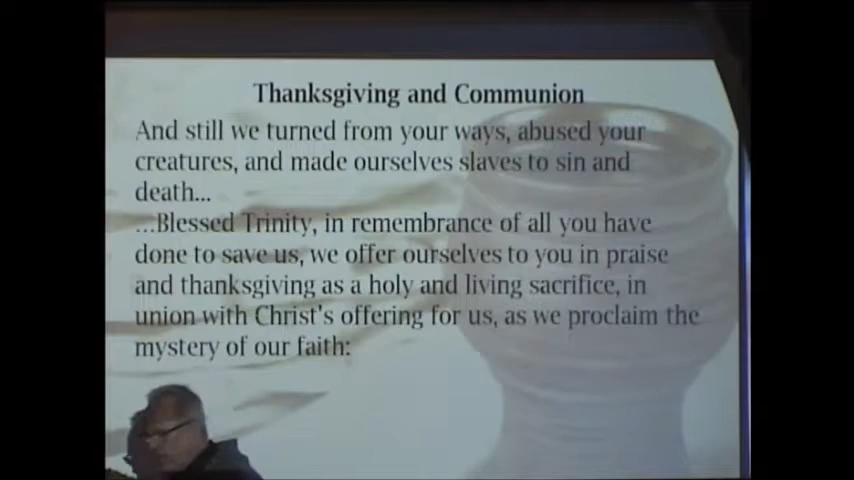 Thanksgiving and Communion
And still we turned from your ways, abused your
creatures, and made ourselves slaves to sin and
death...
...Blessed Trinity, in remembrance of all you have
done to save us, we offer ourselves to you in praise
and thanksgiving as a holy and living sacrifice, in
union with Christ's offering for us, as we proclaim the
mystery of our faith: